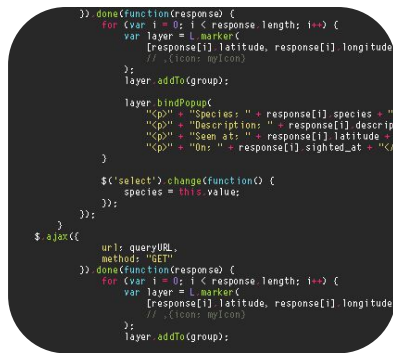 }).done(function(response) {
for (var i = 0; i < response.length; i++) {
var layer = L.marker(
[response[i].latitude, response[i].longitude
// ,{icon: myIcon}
);
layer.addTo(group);
layer.bindPopup(
"<p>" + "Species: " + response[i].species + "
"<p>" + "Description: " + response[i].descrip
"<p>" + "Seen at: " + response[i].latitude +
"<p>" + "On: " + response[i].sighted_at + "</
}
$('select').change(function() {
species = this.value;
});
});
}
$.ajax({
url: queryURL,
method: "GET"
}).done(function(response) {
for (var i = 0; i < response.length; i++) {
var layer = L.marker(
[response[i].latitude, response[i].longitude
// ,{icon: myIcon}
);
layer.addTo(group);